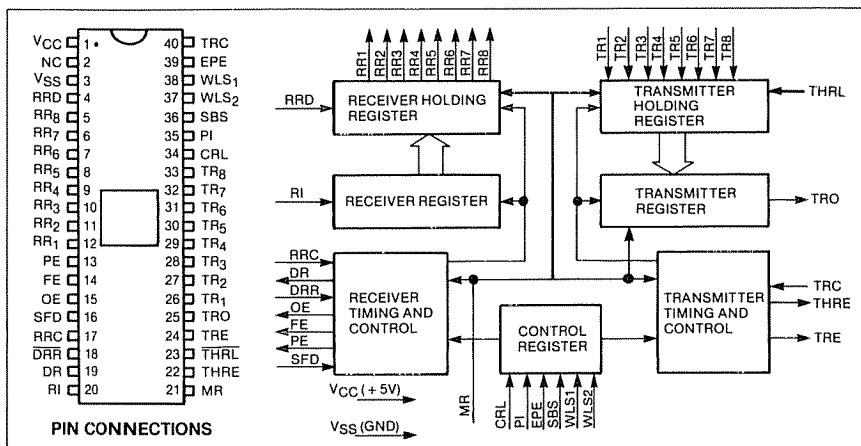 VCC 1 40 TRC
NC 2 39 EPE
VSS 3 38 WLS1
RRD 4 37 WLS2
RR8 5 36 SBS
RR7 6 35 PI
RR6 7 34 CRL
RR5 8 33 TR8
RR4 9 32 TR7
RR3 10 31 TR6
RR2 11 30 TR5
RR1 12 29 TR4
PE 13 28 TR3
FE 14 27 TR2
OE 15 26 TR1
SFD 16 25 TRO
RRC 17 24 TRE
DRR 18 23 THRL
DR 19 22 THRE
RI 20 21 MR
PIN CONNECTIONS
RR1
RR2
RR3
RR4
RR5
RR6
RR7
RR8
TR1
TR2
TR3
TR4
TR5
TR6
TR7
TR8
RRD
RECEIVER HOLDING
REGISTER
TRANSMITTER
HOLDING
REGISTER
THRL
RI
RECEIVER REGISTER
TRANSMITTER
REGISTER
TRO
RRC
DR
DRR
OE
FE
PE
SFD
RECEIVER
TIMING AND
CONTROL
CONTROL
REGISTER
TRANSMITTER
TIMING AND
CONTROL
TRC
THRE
TRE
VCC (+5V)
VSS (GND)
MR
CRL
PI
EPE
SBS
WLS1
WLS2